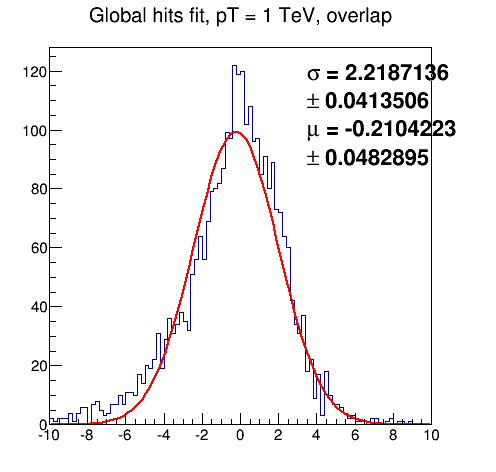 Global hits fit, pT = 1 TeV, overlap
σ = 2.2187136
± 0.0413506
μ = -0.2104223
± 0.0482895
120
100
80
60
40
20
0
-10 -8 -6 -4 -2 0 2 4 6 8 10